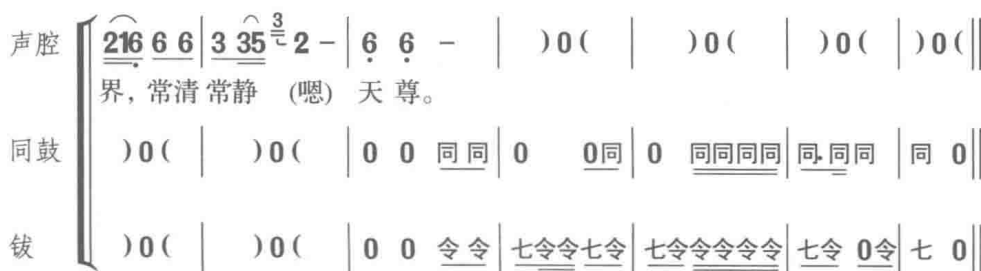 声腔 216 6 6 | 3 35 3 2 - | 6 6 - | )0( | )0( | )0( | )0( ‖
界, 常清 常静 (嗯) 天 尊。
同鼓 )0( | )0( | 0 0 同 同 | 0 0同 | 0 同同同同 | 同·同同 | 同 0 ‖
钹 )0( | )0( | 0 0 令 令 | 七令令七令 | 七令令令令令 | 七令 0令 | 七 0 ‖